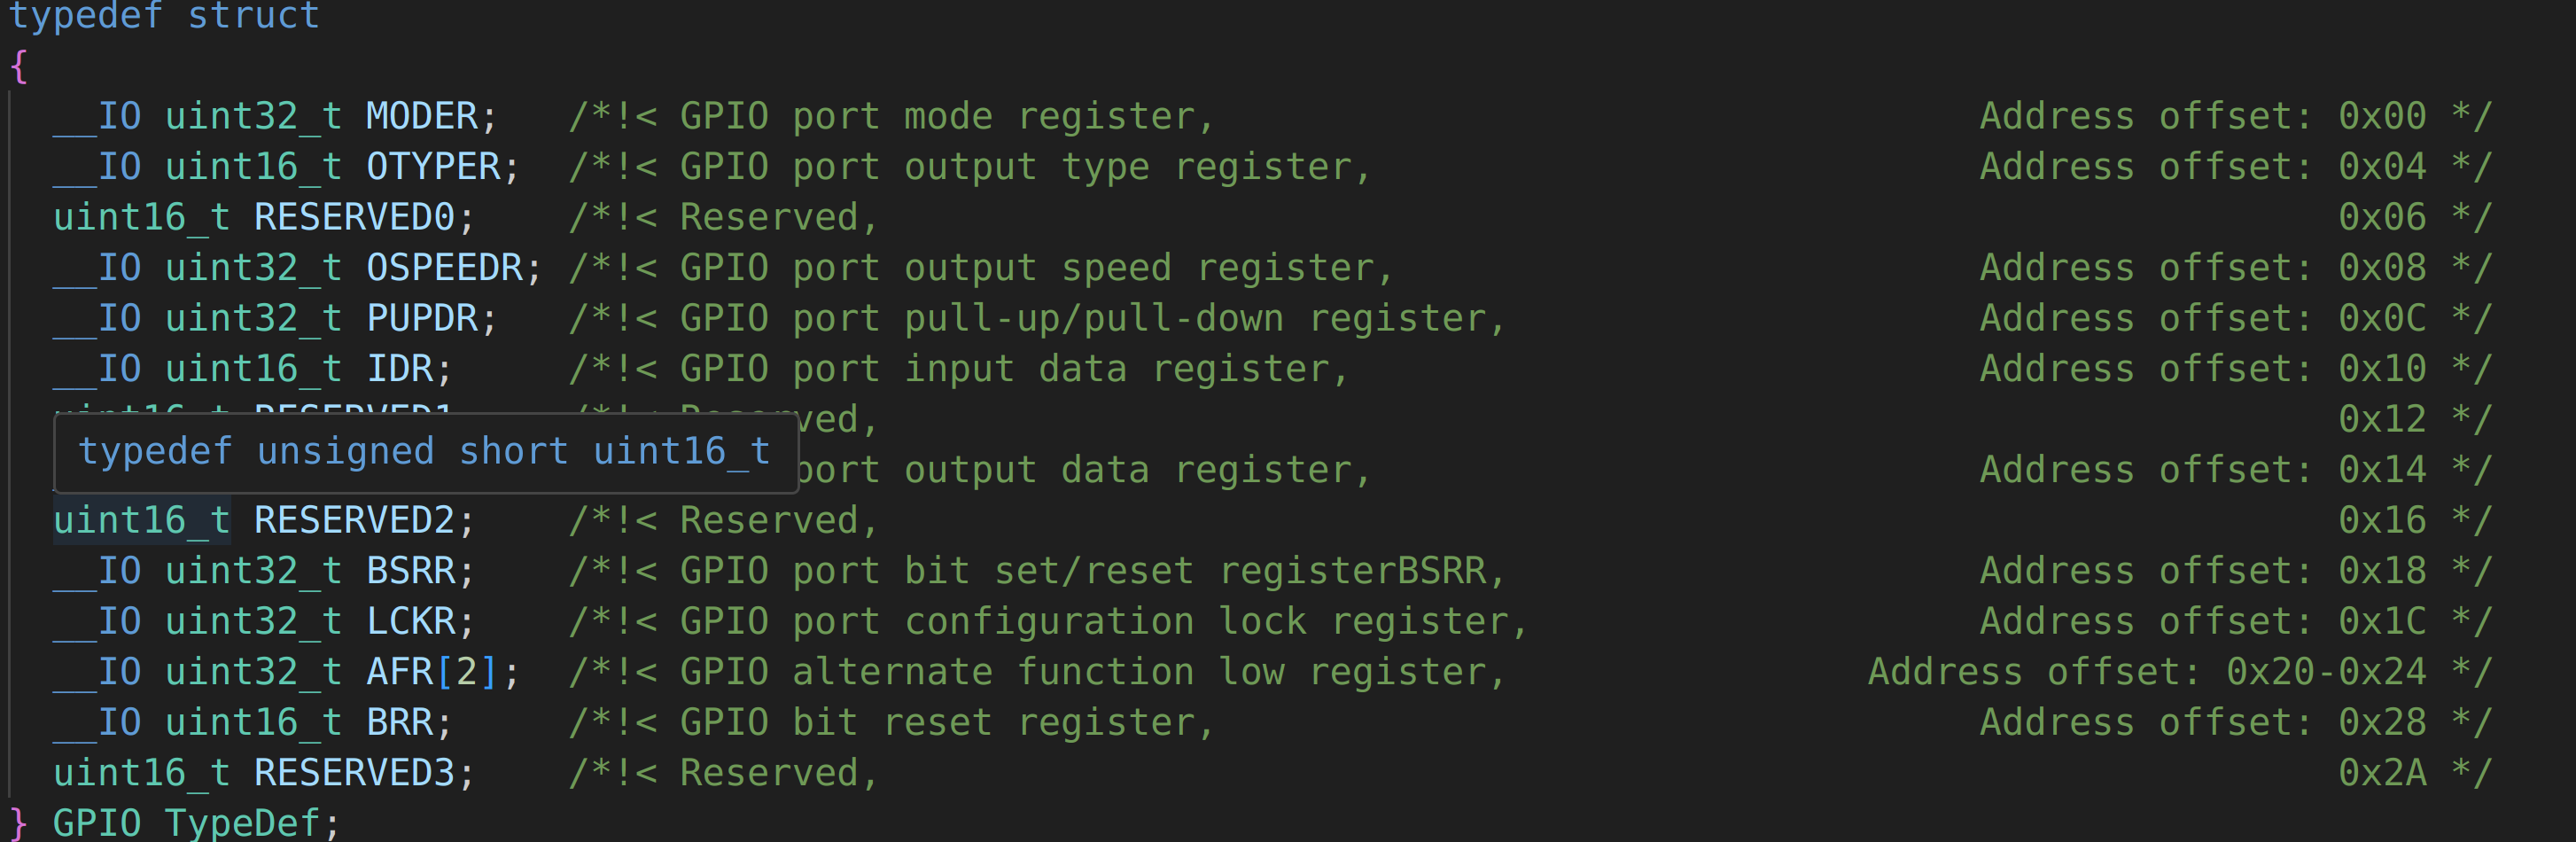 typedef struct
{
__IO uint32_t MODER; /*!< GPIO port mode register, Address offset: 0x00 */
__IO uint16_t OTYPER; /*!< GPIO port output type register, Address offset: 0x04 */
uint16_t RESERVED0; /*!< Reserved, 0x06 */
__IO uint32_t OSPEEDR; /*!< GPIO port output speed register, Address offset: 0x08 */
__IO uint32_t PUPDR; /*!< GPIO port pull-up/pull-down register, Address offset: 0x0C */
__IO uint16_t IDR; /*!< GPIO port input data register, Address offset: 0x10 */
uint16_t RESERVED1 /*!< Reserved, 0x12 */
typedef unsigned short uint16_t
port output data register, Address offset: 0x14 */
uint16_t RESERVED2; /*!< Reserved, 0x16 */
__IO uint32_t BSRR; /*!< GPIO port bit set/reset registerBSRR, Address offset: 0x18 */
__IO uint32_t LCKR; /*!< GPIO port configuration lock register, Address offset: 0x1C */
__IO uint32_t AFR[2]; /*!< GPIO alternate function low register, Address offset: 0x20-0x24 */
__IO uint16_t BRR; /*!< GPIO bit reset register, Address offset: 0x28 */
uint16_t RESERVED3; /*!< Reserved, 0x2A */
} GPIO_TypeDef;